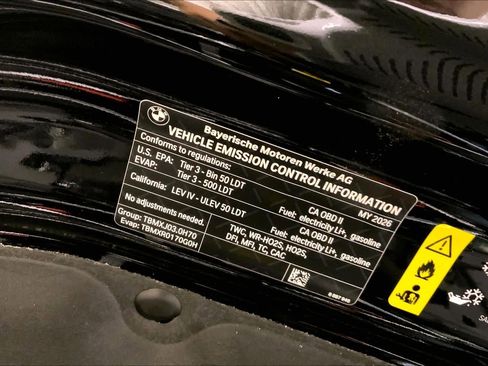 BMW
Bayerische Motoren Werke AG
VEHICLE EMISSION CONTROL INFORMATION
Conforms to regulations: MY 2026
U.S. EPA: Tier 3 - Bin 50 LDT CA OBD II Fuel: electricity Li+, gasoline
EVAP: Tier 3 - 500 LDT
California: LEV IV - ULEV 50 LDT CA OBD II Fuel: electricity Li+, gasoline
Group: TBMXJ03.0H70 TWC, WR-HO2S, HO2S,
Evap: TBMXR0170G0H DFI, MFI, TC, CAC